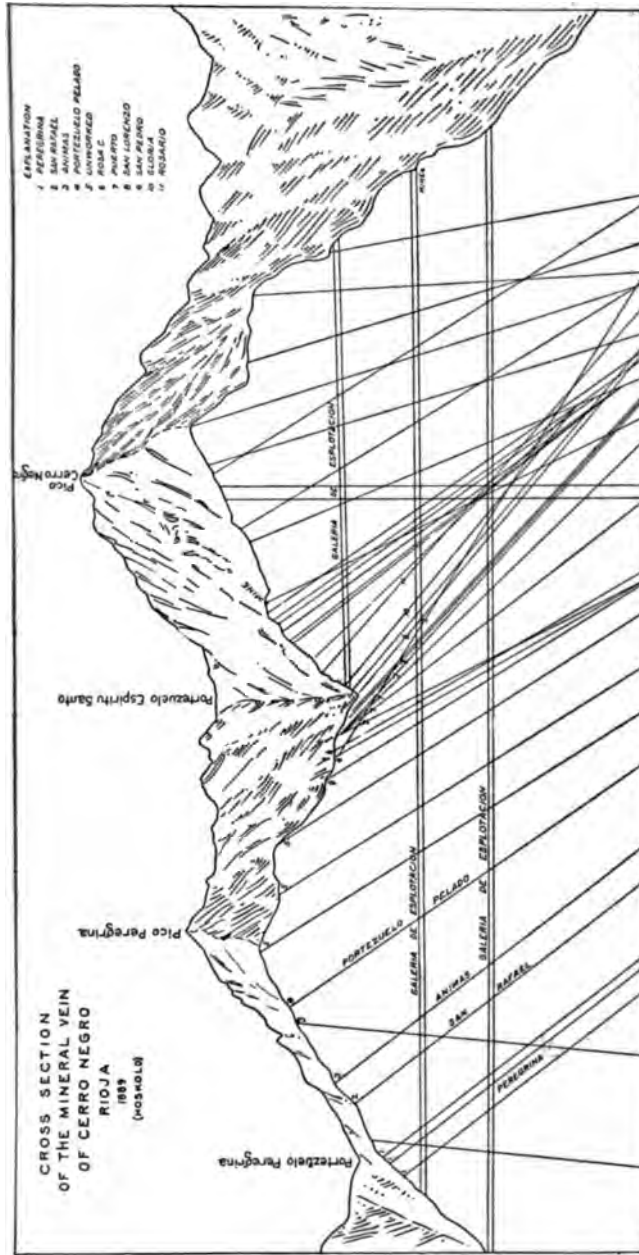 CROSS SECTION
OF THE MINERAL VEIN
OF CERRO NEGRO
RIOJA
1889
(HOSKOLD)
EXPLANATION
1 PEREGRINA
2 SAN RAFAEL
3 ANIMAS
4 PORTEZUELO PELADO
5 UNWORKED
6 ROSA C.
7 PUERTO
8 SAN LORENZO
9 SAN PEDRO
10 GLORIA
11 ROSARIO
Portezuelo Peregrina
Pico Peregrina
Portezuelo Espiritu Santo
Pico
Cerro Negro
MINE
GALERIA DE ESPLOTACION
PORTEZUELO PELADO
GALERIA DE ESPLOTACION
MINES
ANIMAS
SAN RAFAEL
GALERIA DE ESPLOTACION
PEREGRINA